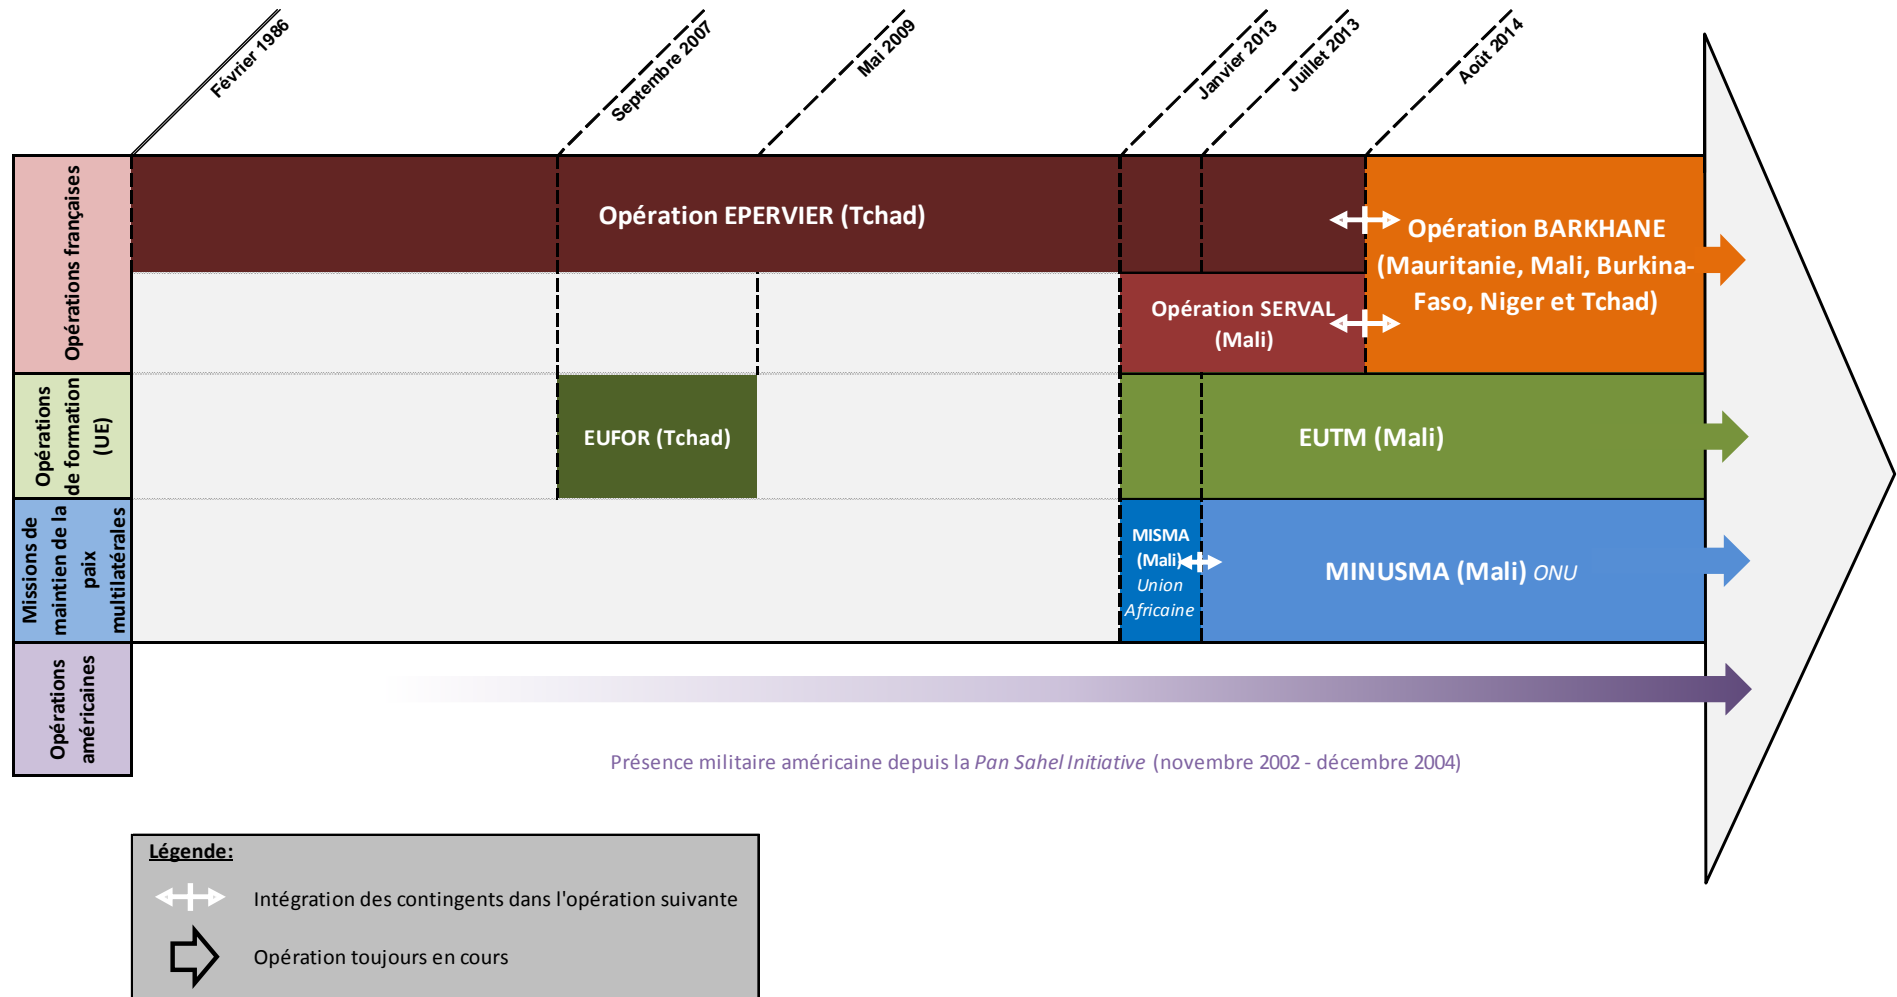 Février 1986
Septembre 2007
Mai 2009
Janvier 2013
Juillet 2013
Août 2014
Opérations françaises
Opération EPERVIER (Tchad)
Opération BARKHANE
(Mauritanie, Mali, Burkina-
Faso, Niger et Tchad)
Opération SERVAL
(Mali)
Opérations
de formation
(UE)
EUFOR (Tchad)
EUTM (Mali)
Missions de
maintien de la
paix
multilatérales
MISMA
(Mali)
Union
Africaine
MINUSMA (Mali) ONU
Opérations
américaines
Présence militaire américaine depuis la Pan Sahel Initiative (novembre 2002 - décembre 2004)
Légende:
Intégration des contingents dans l'opération suivante
Opération toujours en cours